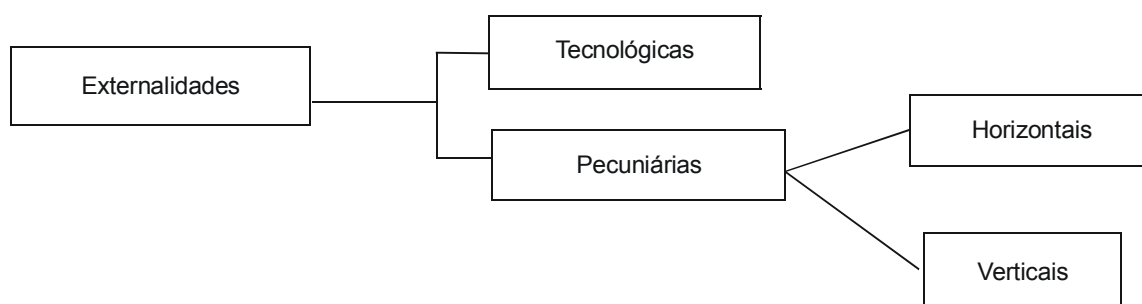 Tecnológicas
Externalidades
Horizontais
Pecuniárias
Verticais